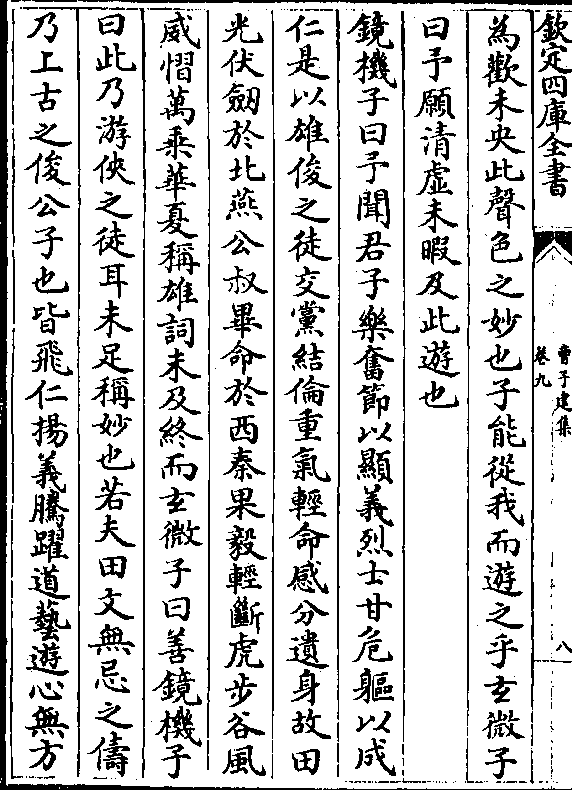 欽定四庫全書
曹子建集
卷九
八
為歡未央此聲色之妙也子能從我而遊之乎玄微子
曰予願清虛未暇及此遊也
鏡機子曰予聞君子樂奮節以顯義烈士甘危軀以成
仁是以雄俊之徒交黨結倫重氣輕命感分遺身故田
光伏劒於北燕公叔畢命於西秦果毅輕斷虎步谷風
威慴萬乘華夏稱雄詞未及終而玄微子曰善鏡機子
曰此乃游俠之徒耳未足稱妙也若夫田文無忌之儔
乃上古之俊公子也皆飛仁揚義騰躍道藝遊心無方